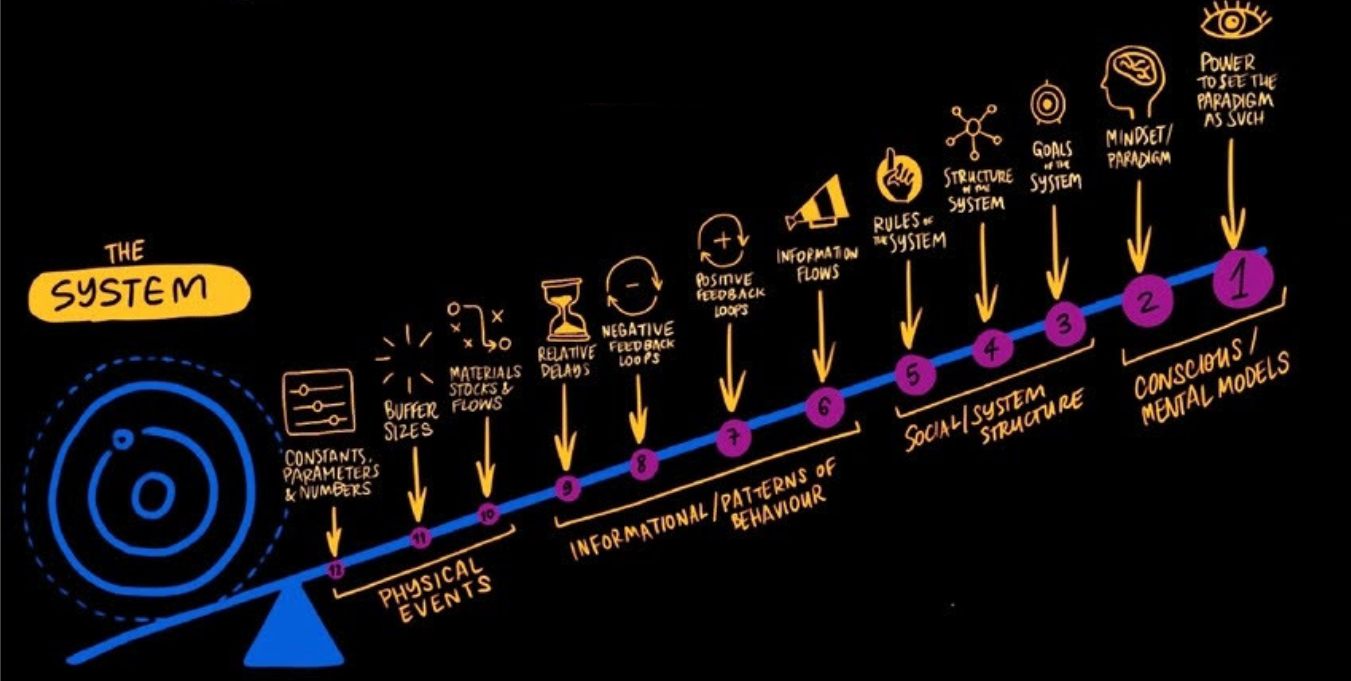 THE
SYSTEM
CONSTANTS,
PARAMETERS
& NUMBERS
BUFFER
SIZES
MATERIALS
STOCKS &
FLOWS
RELATIVE
DELAYS
NEGATIVE
FEEDBACK
LOOPS
POSITIVE
FEEDBACK
LOOPS
INFORMATION
FLOWS
RULES OF
THE SYSTEM
STRUCTURE
OF THE
SYSTEM
GOALS
OF THE
SYSTEM
MINDSET/
PARADIGM
POWER
TO SEE THE
PARADIGM
AS SUCH
12
11
10
9
8
7
6
5
4
3
2
1
PHYSICAL
EVENTS
INFORMATIONAL/PATTERNS OF
BEHAVIOUR
SOCIAL/SYSTEM
STRUCTURE
CONSCIOUS/
MENTAL MODELS